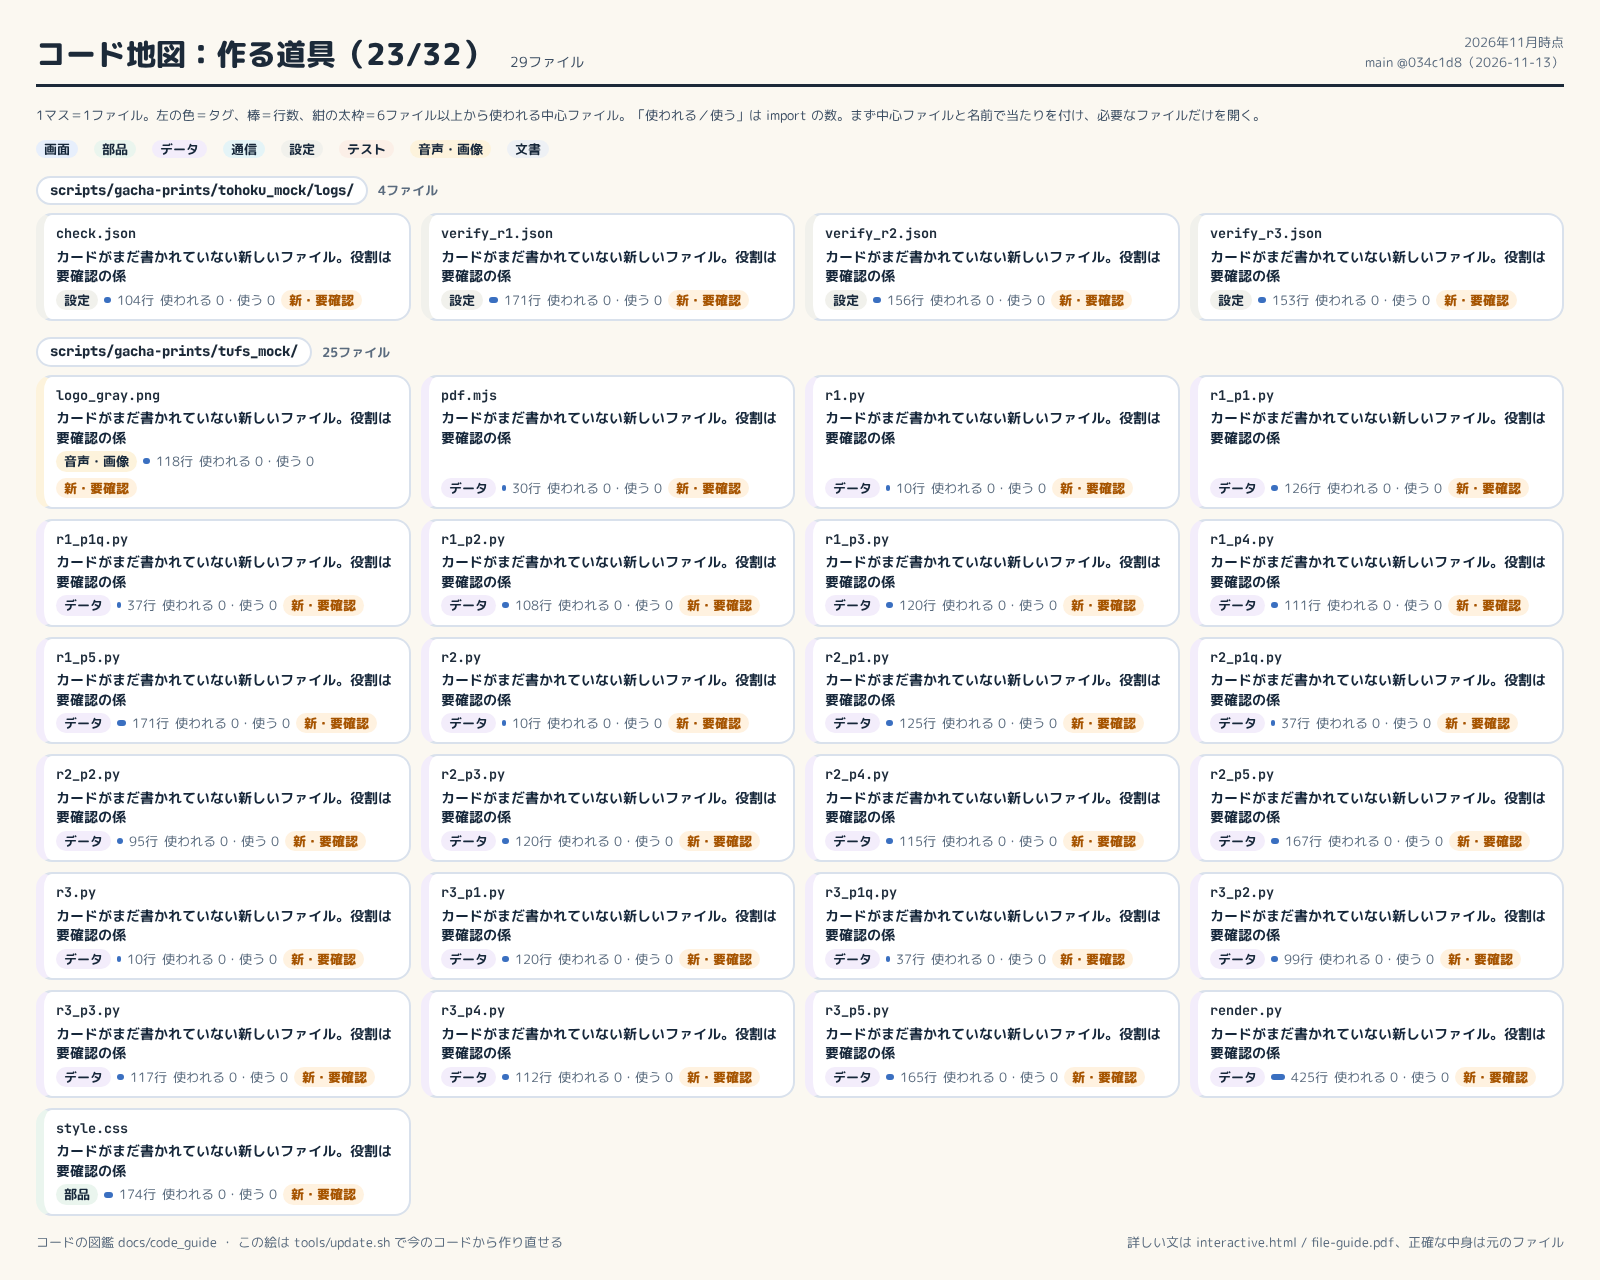 コード地図：作る道具（23/32）
29ファイル
2026年11月時点
main @034c1d8（2026-11-13）
1マス＝1ファイル。左の色＝タグ、棒＝行数、紺の太枠＝6ファイル以上から使われる中心ファイル。「使われる／使う」は import の数。まず中心ファイルと名前で当たりを付け、必要なファイルだけを開く。
画面 部品 データ 通信 設定 テスト 音声・画像 文書
scripts/gacha-prints/tohoku_mock/logs/ 4ファイル
check.json
カードがまだ書かれていない新しいファイル。役割は
要確認の係
設定 104行 使われる 0 · 使う 0 新・要確認
verify_r1.json
カードがまだ書かれていない新しいファイル。役割は
要確認の係
設定 171行 使われる 0 · 使う 0 新・要確認
verify_r2.json
カードがまだ書かれていない新しいファイル。役割は
要確認の係
設定 156行 使われる 0 · 使う 0 新・要確認
verify_r3.json
カードがまだ書かれていない新しいファイル。役割は
要確認の係
設定 153行 使われる 0 · 使う 0 新・要確認
scripts/gacha-prints/tufs_mock/ 25ファイル
logo_gray.png
カードがまだ書かれていない新しいファイル。役割は
要確認の係
音声・画像 118行 使われる 0 · 使う 0
新・要確認
pdf.mjs
カードがまだ書かれていない新しいファイル。役割は
要確認の係
データ 30行 使われる 0 · 使う 0 新・要確認
r1.py
カードがまだ書かれていない新しいファイル。役割は
要確認の係
データ 10行 使われる 0 · 使う 0 新・要確認
r1_p1.py
カードがまだ書かれていない新しいファイル。役割は
要確認の係
データ 126行 使われる 0 · 使う 0 新・要確認
r1_p1q.py
カードがまだ書かれていない新しいファイル。役割は
要確認の係
データ 37行 使われる 0 · 使う 0 新・要確認
r1_p2.py
カードがまだ書かれていない新しいファイル。役割は
要確認の係
データ 108行 使われる 0 · 使う 0 新・要確認
r1_p3.py
カードがまだ書かれていない新しいファイル。役割は
要確認の係
データ 120行 使われる 0 · 使う 0 新・要確認
r1_p4.py
カードがまだ書かれていない新しいファイル。役割は
要確認の係
データ 111行 使われる 0 · 使う 0 新・要確認
r1_p5.py
カードがまだ書かれていない新しいファイル。役割は
要確認の係
データ 171行 使われる 0 · 使う 0 新・要確認
r2.py
カードがまだ書かれていない新しいファイル。役割は
要確認の係
データ 10行 使われる 0 · 使う 0 新・要確認
r2_p1.py
カードがまだ書かれていない新しいファイル。役割は
要確認の係
データ 125行 使われる 0 · 使う 0 新・要確認
r2_p1q.py
カードがまだ書かれていない新しいファイル。役割は
要確認の係
データ 37行 使われる 0 · 使う 0 新・要確認
r2_p2.py
カードがまだ書かれていない新しいファイル。役割は
要確認の係
データ 95行 使われる 0 · 使う 0 新・要確認
r2_p3.py
カードがまだ書かれていない新しいファイル。役割は
要確認の係
データ 120行 使われる 0 · 使う 0 新・要確認
r2_p4.py
カードがまだ書かれていない新しいファイル。役割は
要確認の係
データ 115行 使われる 0 · 使う 0 新・要確認
r2_p5.py
カードがまだ書かれていない新しいファイル。役割は
要確認の係
データ 167行 使われる 0 · 使う 0 新・要確認
r3.py
カードがまだ書かれていない新しいファイル。役割は
要確認の係
データ 10行 使われる 0 · 使う 0 新・要確認
r3_p1.py
カードがまだ書かれていない新しいファイル。役割は
要確認の係
データ 120行 使われる 0 · 使う 0 新・要確認
r3_p1q.py
カードがまだ書かれていない新しいファイル。役割は
要確認の係
データ 37行 使われる 0 · 使う 0 新・要確認
r3_p2.py
カードがまだ書かれていない新しいファイル。役割は
要確認の係
データ 99行 使われる 0 · 使う 0 新・要確認
r3_p3.py
カードがまだ書かれていない新しいファイル。役割は
要確認の係
データ 117行 使われる 0 · 使う 0 新・要確認
r3_p4.py
カードがまだ書かれていない新しいファイル。役割は
要確認の係
データ 112行 使われる 0 · 使う 0 新・要確認
r3_p5.py
カードがまだ書かれていない新しいファイル。役割は
要確認の係
データ 165行 使われる 0 · 使う 0 新・要確認
render.py
カードがまだ書かれていない新しいファイル。役割は
要確認の係
データ 425行 使われる 0 · 使う 0 新・要確認
style.css
カードがまだ書かれていない新しいファイル。役割は
要確認の係
部品 174行 使われる 0 · 使う 0 新・要確認
コードの図鑑 docs/code_guide · この絵は tools/update.sh で今のコードから作り直せる
詳しい文は interactive.html / file-guide.pdf、正確な中身は元のファイル